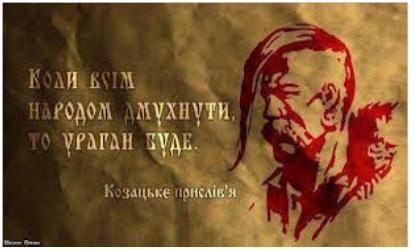 Коли всім
народом дмухнути,
то ураган буде.
Козацьке прислів'я